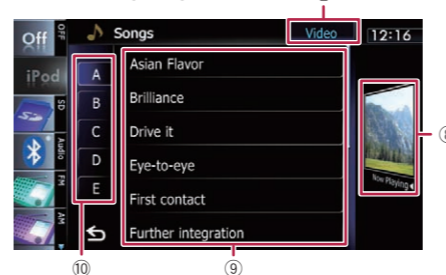 Off OFF
Songs
Video
12:16
iPod
A
Asian Flavor
SD
B
Brilliance
C
Drive it
Audio
D
Eye-to-eye
Now Playing
FM
E
First contact
AM
Further integration
⑩
⑨